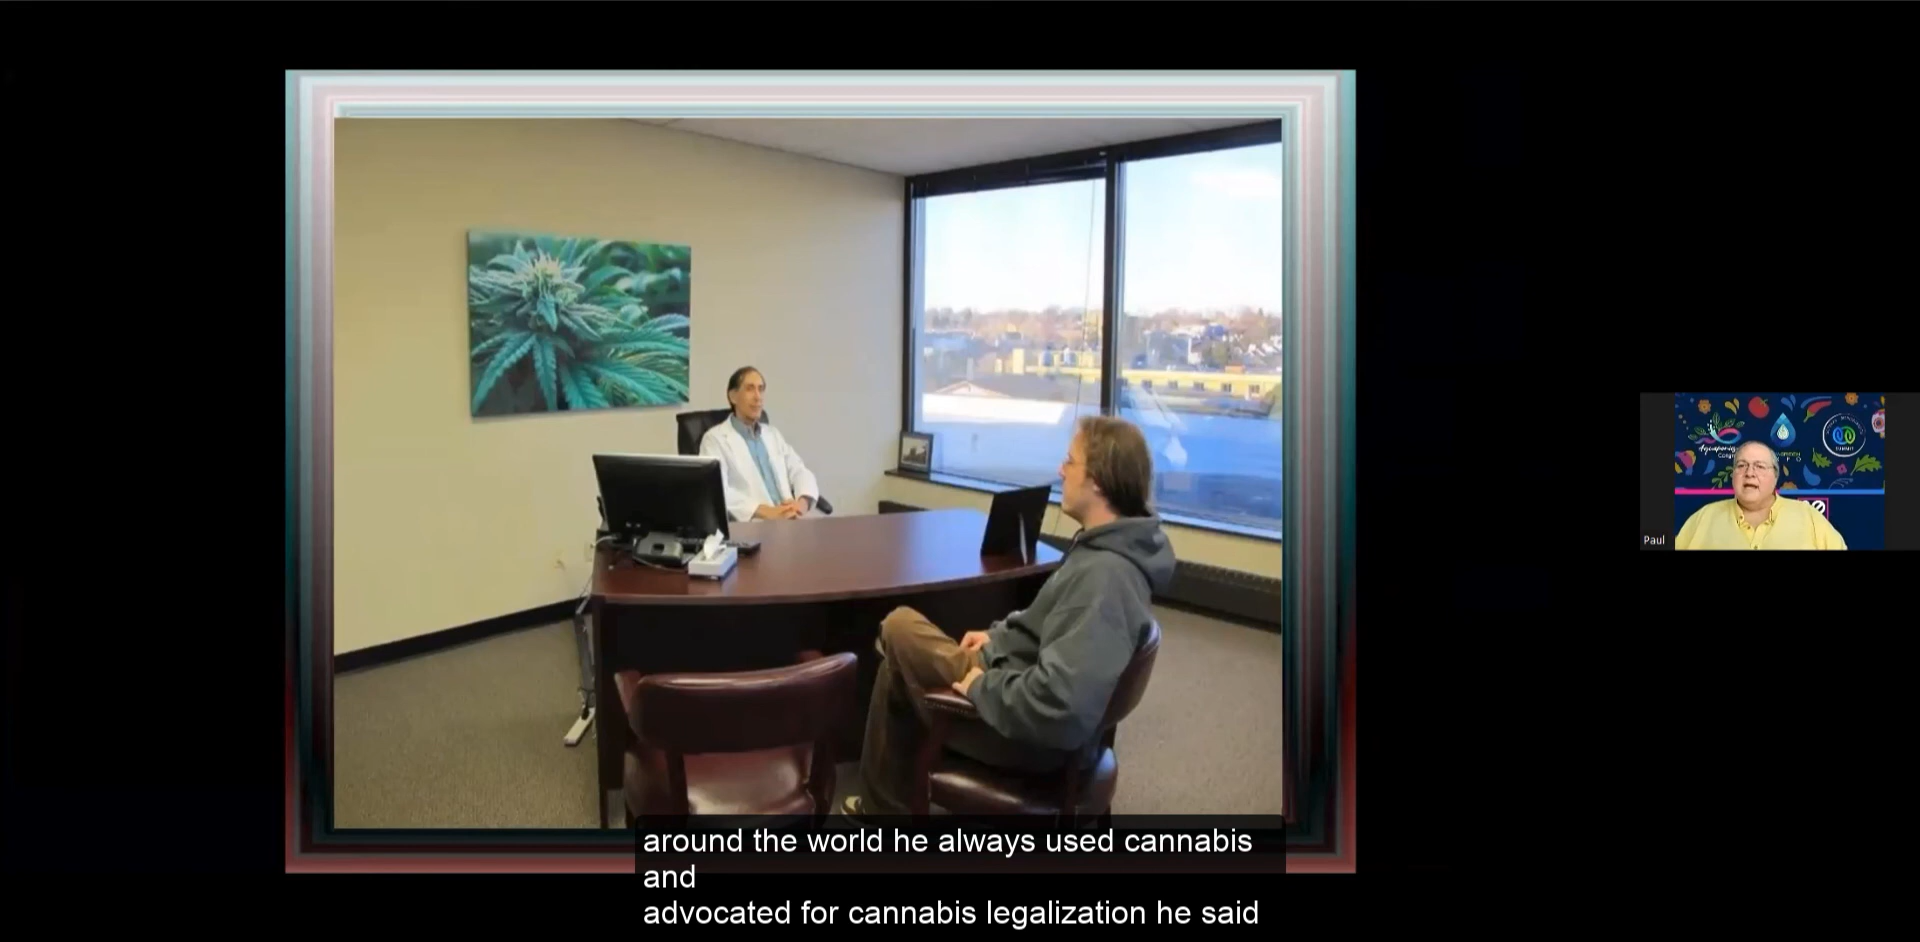 Paul
around the world he always used cannabis
and
advocated for cannabis legalization he said